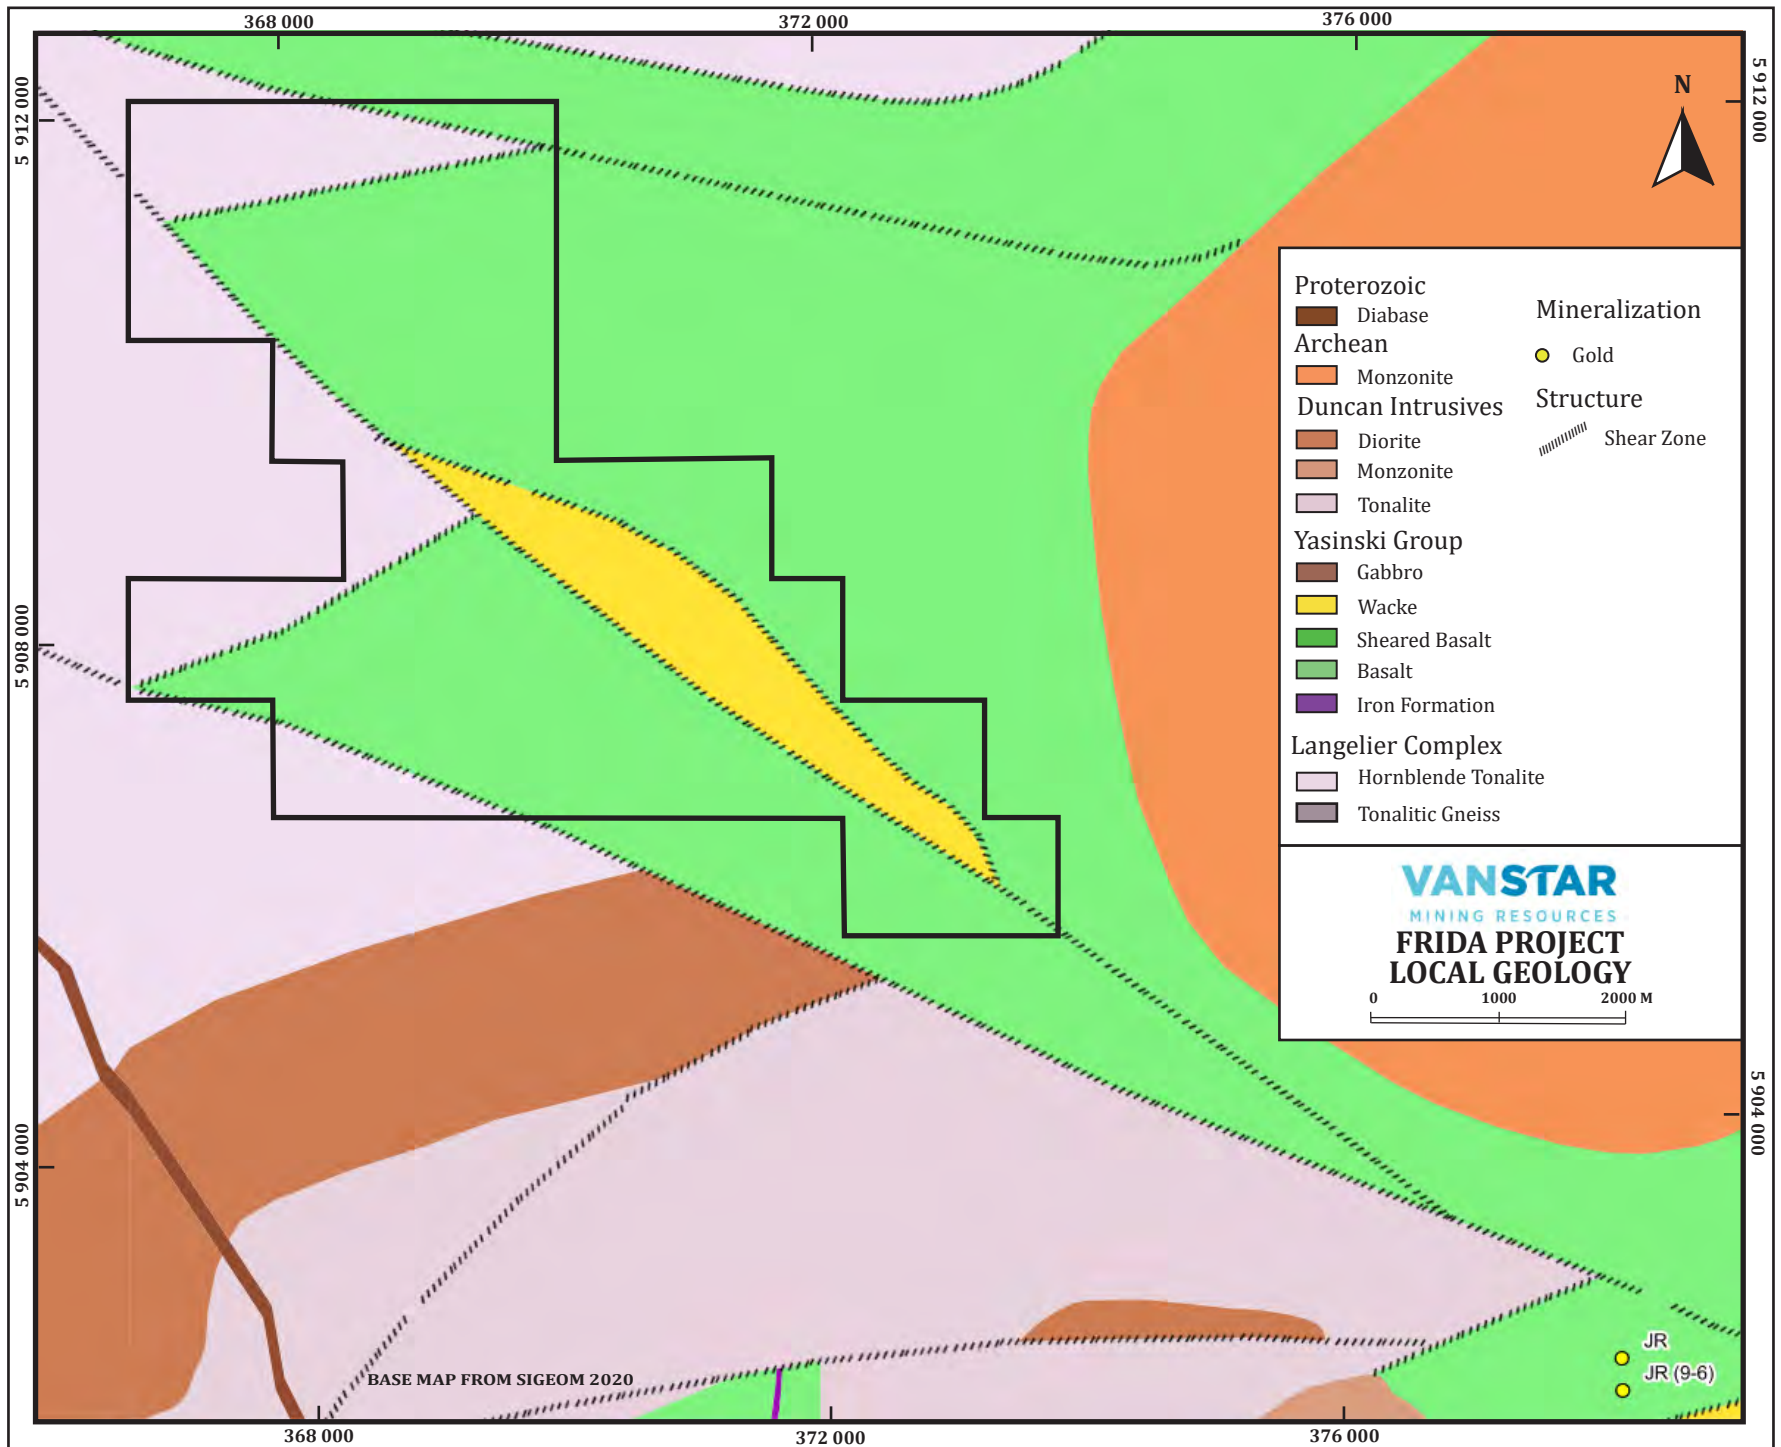 368 000
372 000
376 000
5 912 000
5 912 000
N
Proterozoic
Diabase
Archean
Monzonite
Duncan Intrusives
Diorite
Monzonite
Tonalite
Yasinski Group
Gabbro
Wacke
Sheared Basalt
Basalt
Iron Formation
Langelier Complex
Hornblende Tonalite
Tonalitic Gneiss
Mineralization
Gold
Structure
Shear Zone
5 908 000
VANSTAR
MINING RESOURCES
FRIDA PROJECT
LOCAL GEOLOGY
0 1000 2000 M
5 904 000
5 904 000
JR
JR (9-6)
BASE MAP FROM SIGEOM 2020
368 000
372 000
376 000